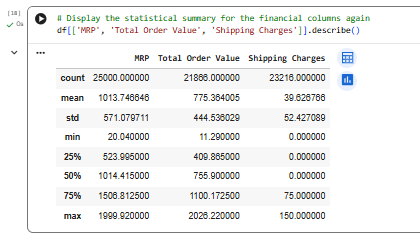 [18]
0s
# Display the statistical summary for the financial columns again
df[['MRP', 'Total Order Value', 'Shipping Charges']].describe()
MRP Total Order Value Shipping Charges
count 25000.000000 21866.000000 23216.000000
mean 1013.746646 775.364005 39.626766
std 571.079711 444.536029 52.427089
min 20.040000 11.290000 0.000000
25% 523.995000 409.865000 0.000000
50% 1014.415000 755.900000 0.000000
75% 1506.812500 1100.172500 75.000000
max 1999.920000 2026.220000 150.000000